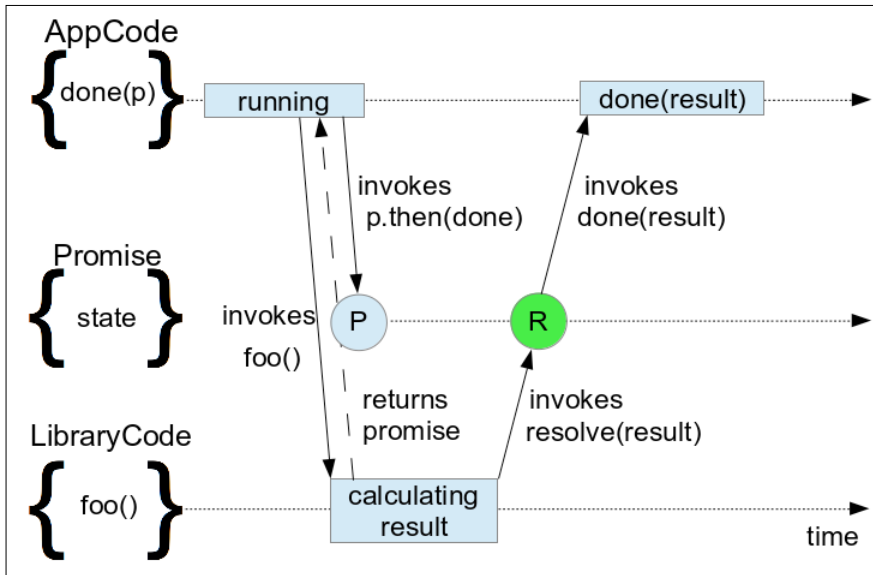 AppCode
{ done(p) }
running
done(result)
invokes
p.then(done)
invokes
done(result)
Promise
{ state }
P
R
invokes
foo()
returns
promise
invokes
resolve(result)
LibraryCode
{ foo() }
calculating
result
time